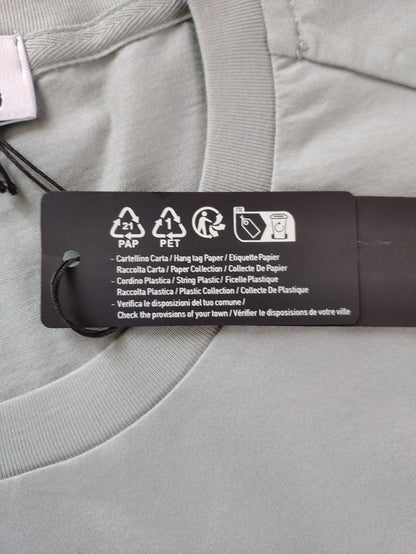 21
PAP
1
PET
FR
- Cartellino Carta / Hang tag Paper / Etiquette Papier
Raccolta Carta / Paper Collection / Collecte De Papier
- Cordino Plastica / String Plastic / Ficelle Plastique
Raccolta Plastica / Plastic Collection / Collecte De Plastique
- Verifica le disposizioni del tuo comune /
Check the provisions of your town / Vérifier le disposizions de votre ville